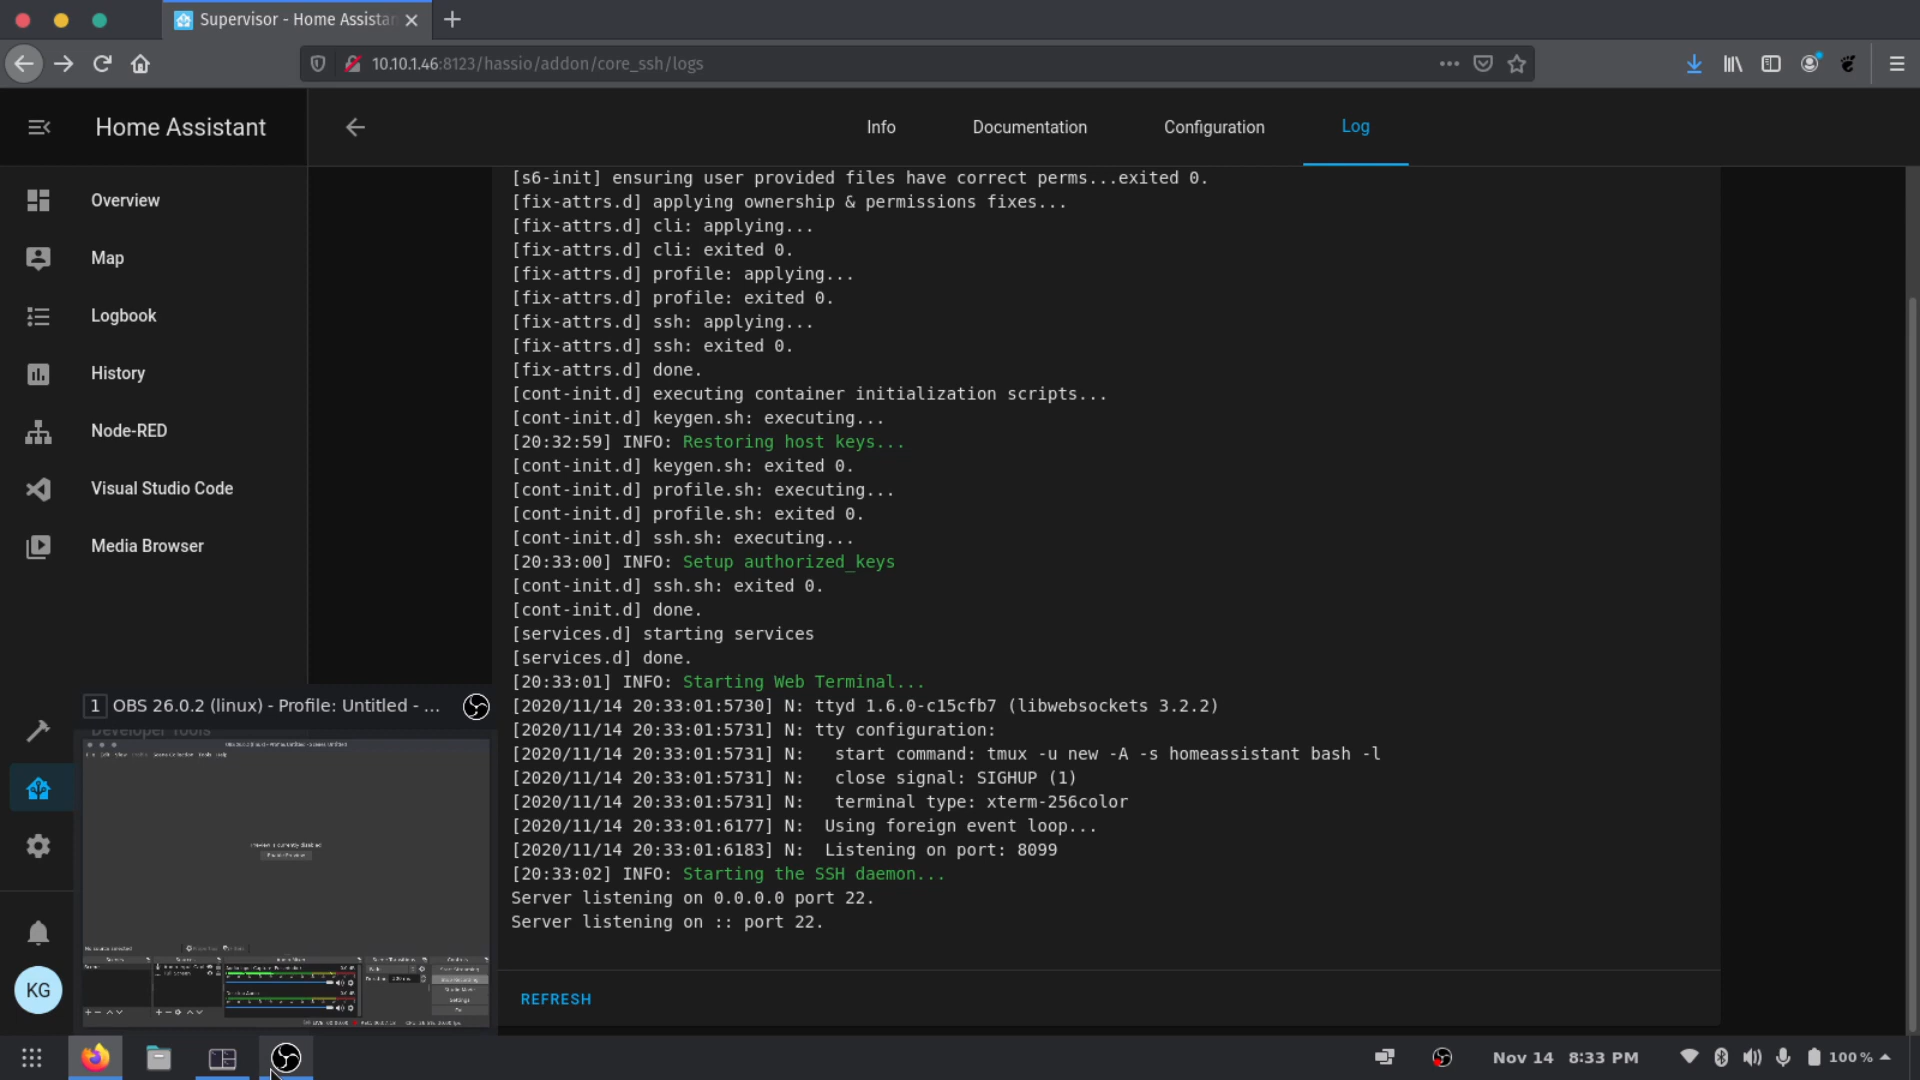 Supervisor - Home Assistan
10.10.1.46:8123/hassio/addon/core_ssh/logs
Home Assistant
Info
Documentation
Configuration
Log
Overview
Map
Logbook
History
Node-RED
Visual Studio Code
Media Browser
Developer Tools
[s6-init] ensuring user provided files have correct perms...exited 0.
[fix-attrs.d] applying ownership & permissions fixes...
[fix-attrs.d] cli: applying...
[fix-attrs.d] cli: exited 0.
[fix-attrs.d] profile: applying...
[fix-attrs.d] profile: exited 0.
[fix-attrs.d] ssh: applying...
[fix-attrs.d] ssh: exited 0.
[fix-attrs.d] done.
[cont-init.d] executing container initialization scripts...
[cont-init.d] keygen.sh: executing...
[20:32:59] INFO: Restoring host keys...
[cont-init.d] keygen.sh: exited 0.
[cont-init.d] profile.sh: executing...
[cont-init.d] profile.sh: exited 0.
[cont-init.d] ssh.sh: executing...
[20:33:00] INFO: Setup authorized_keys
[cont-init.d] ssh.sh: exited 0.
[cont-init.d] done.
[services.d] starting services
[services.d] done.
[20:33:01] INFO: Starting Web Terminal...
[2020/11/14 20:33:01:5730] N: ttyd 1.6.0-c15cfb7 (libwebsockets 3.2.2)
[2020/11/14 20:33:01:5731] N: tty configuration:
[2020/11/14 20:33:01:5731] N:   start command: tmux -u new -A -s homeassistant bash -l
[2020/11/14 20:33:01:5731] N:   close signal: SIGHUP (1)
[2020/11/14 20:33:01:5731] N:   terminal type: xterm-256color
[2020/11/14 20:33:01:6177] N:  Using foreign event loop...
[2020/11/14 20:33:01:6183] N:  Listening on port: 8099
[20:33:02] INFO: Starting the SSH daemon...
Server listening on 0.0.0.0 port 22.
Server listening on :: port 22.
REFRESH
1 OBS 26.0.2 (linux) - Profile: Untitled - ...
Preview is currently disabled
Enable Preview
KG
Nov 14 8:33 PM
100 %